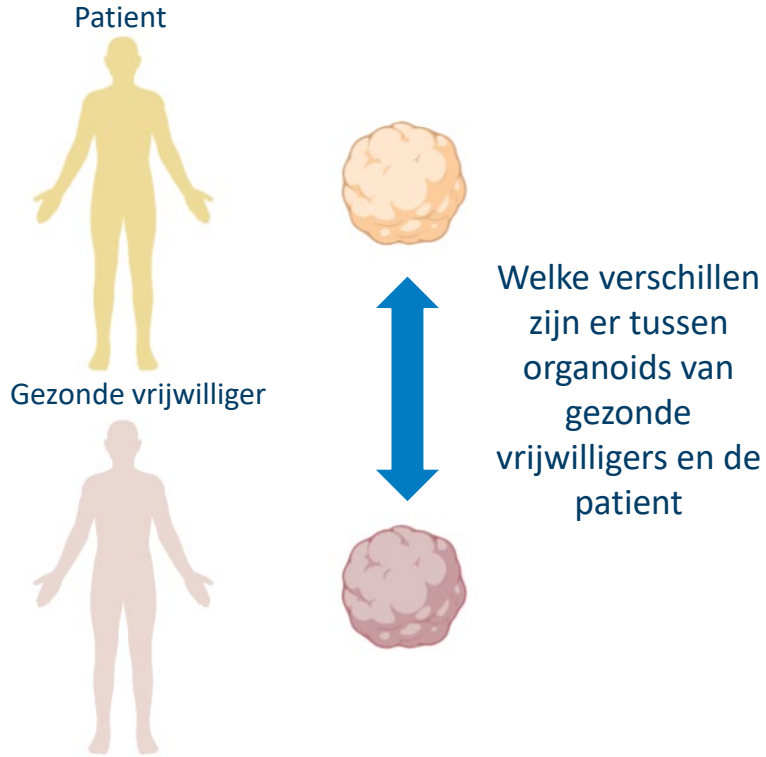 Patient
Gezonde vrijwilliger
Welke verschillen
zijn er tussen
organoids van
gezonde
vrijwilligers en de
patient